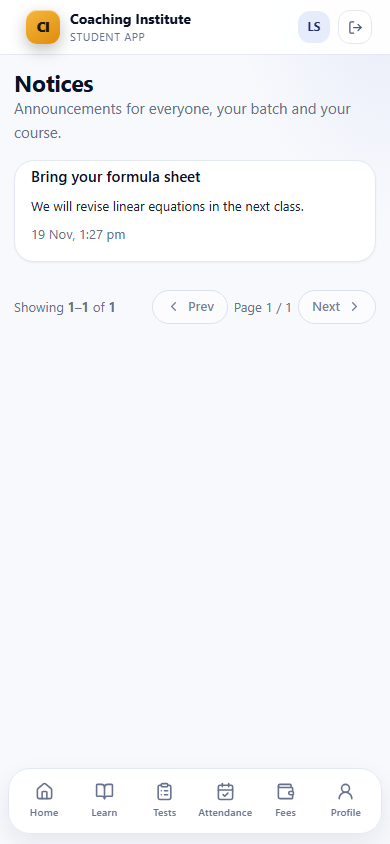 CI
Coaching Institute
STUDENT APP
LS
Notices
Announcements for everyone, your batch and your
course.
Bring your formula sheet
We will revise linear equations in the next class.
19 Nov, 1:27 pm
Showing 1–1 of 1
Prev
Page 1 / 1
Next
Home
Learn
Tests
Attendance
Fees
Profile